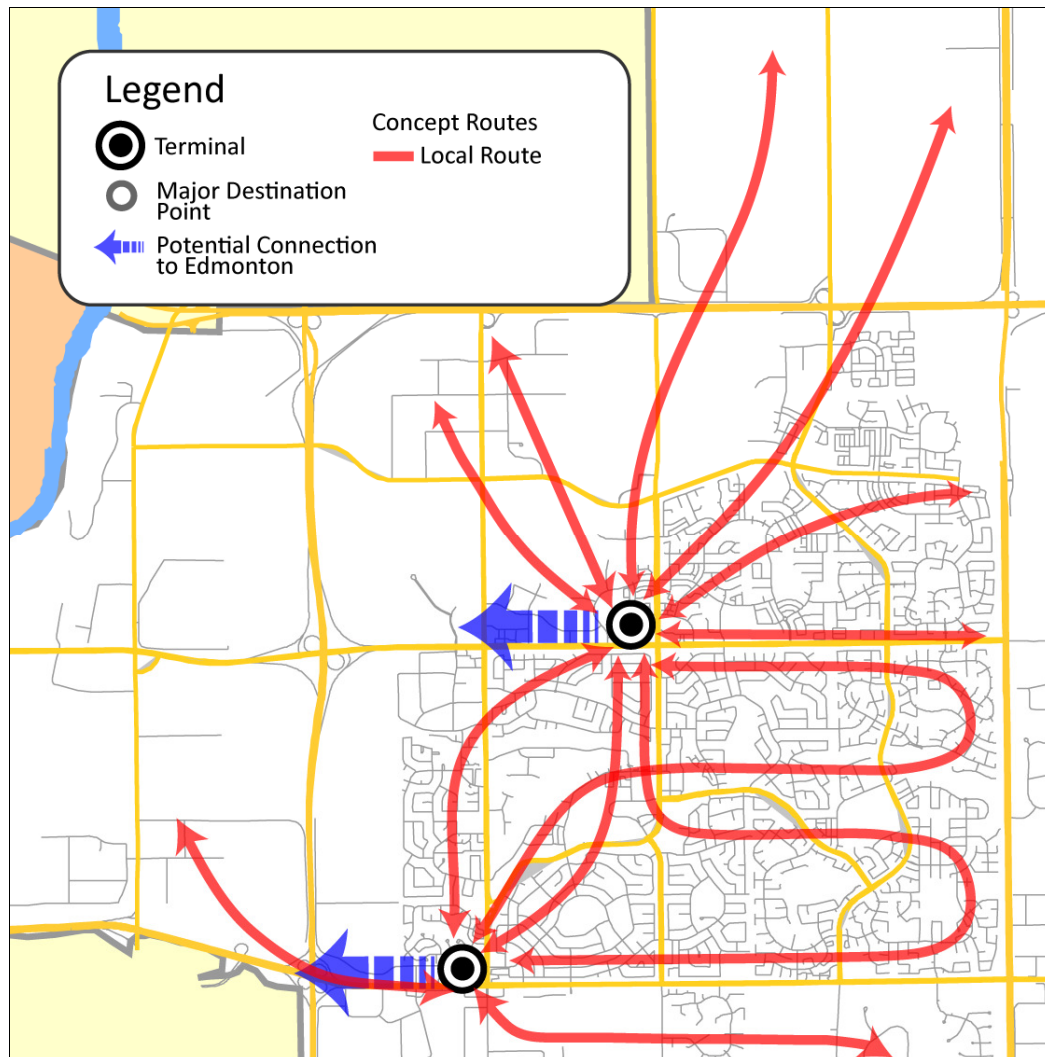 Legend
Terminal
Major Destination
Point
Potential Connection
to Edmonton
Concept Routes
Local Route